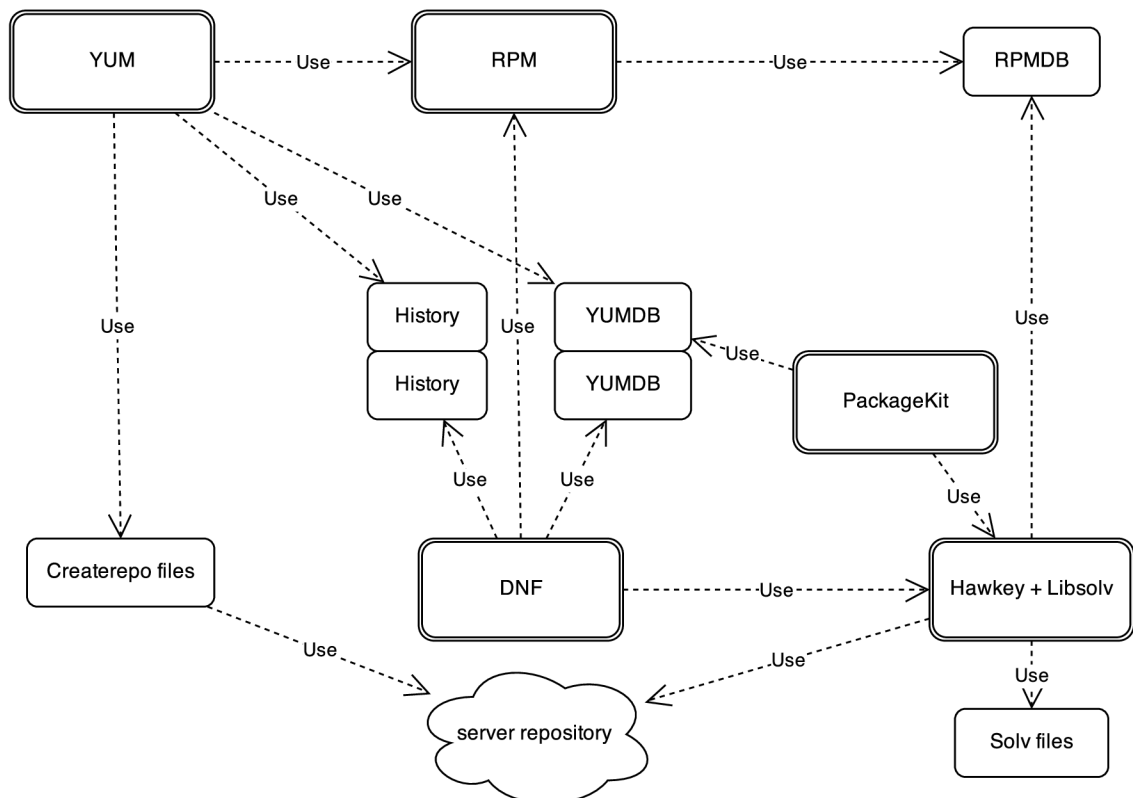 YUM
Use
RPM
Use
RPMDB
Use
Use
History
YUMDB
Use
Use
Use
Use
History
YUMDB
PackageKit
Use
Use
Use
Createrepo files
DNF
Use
Hawkey + Libsolv
Use
Use
Use
server repository
Solv files